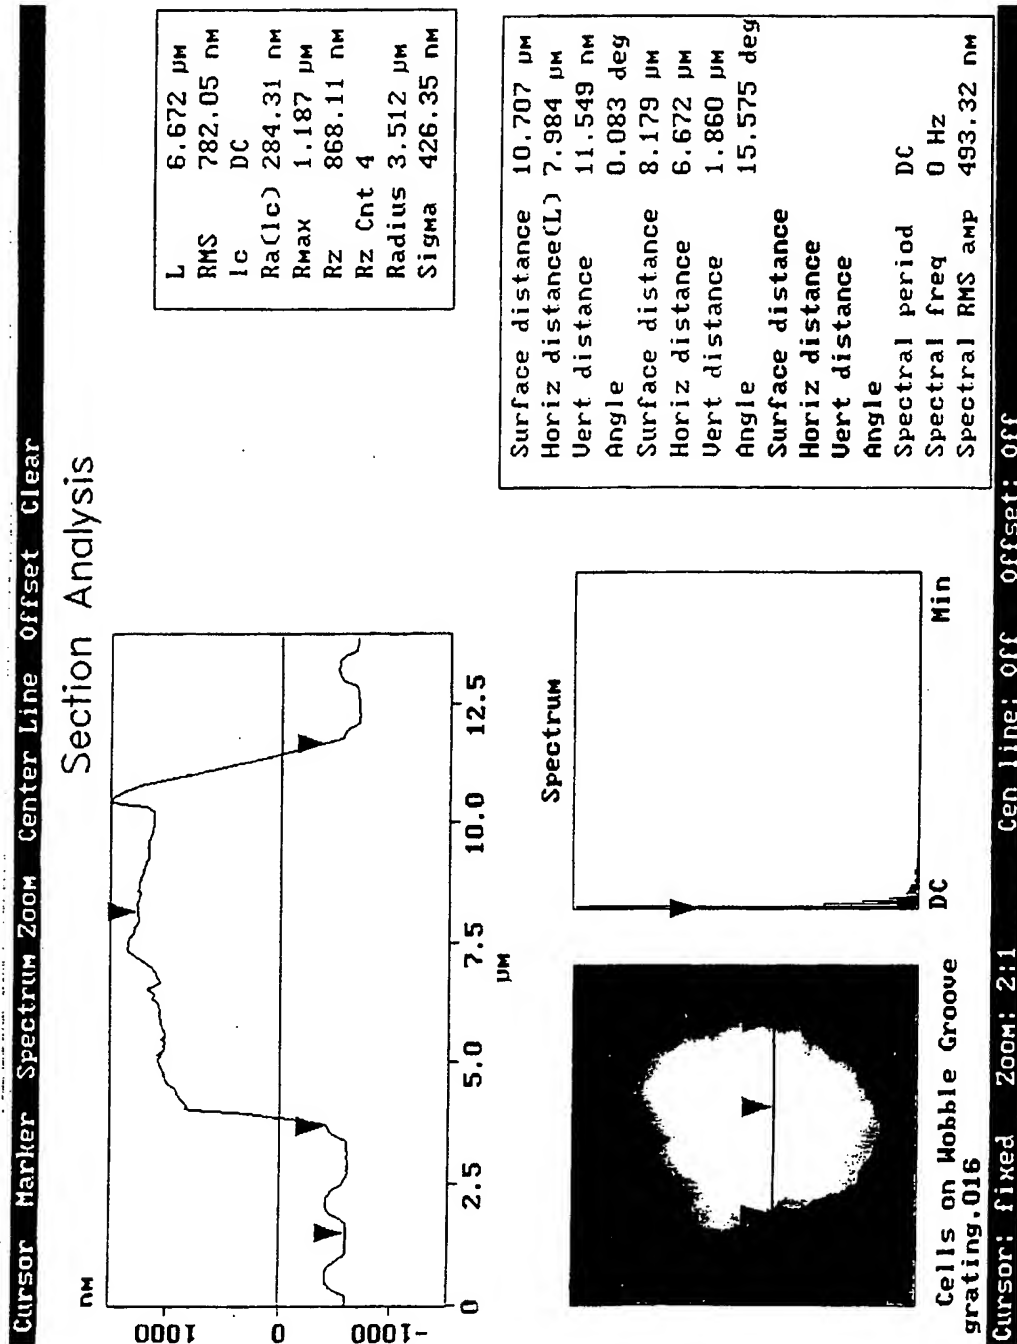 Cursor Marker Spectrum Zoom Center Line Offset Clear
Section Analysis
nM
1000
0
-1000
0
2.5
5.0
7.5
10.0
12.5
µM
L 6.672 µM
RMS 782.05 nM
lc DC
Ra(lc) 284.31 nM
RMax 1.187 µM
Rz 868.11 nM
Rz Cnt 4
Radius 3.512 µM
SigMa 426.35 nM
Cells on Wobble Groove
grating.016
SpectruM
DC
Min
Surface distance 10.707 µM
Horiz distance(L) 7.984 µM
Vert distance 11.549 nM
Angle 0.083 deg
Surface distance 8.179 µM
Horiz distance 6.672 µM
Vert distance 1.860 µM
Angle 15.575 deg
Surface distance
Horiz distance
Vert distance
Angle
Spectral period DC
Spectral freq 0 Hz
Spectral RMS aMp 493.32 nM
Cursor: fixed ZooM: 2:1 Cen line: Off Offset: Off